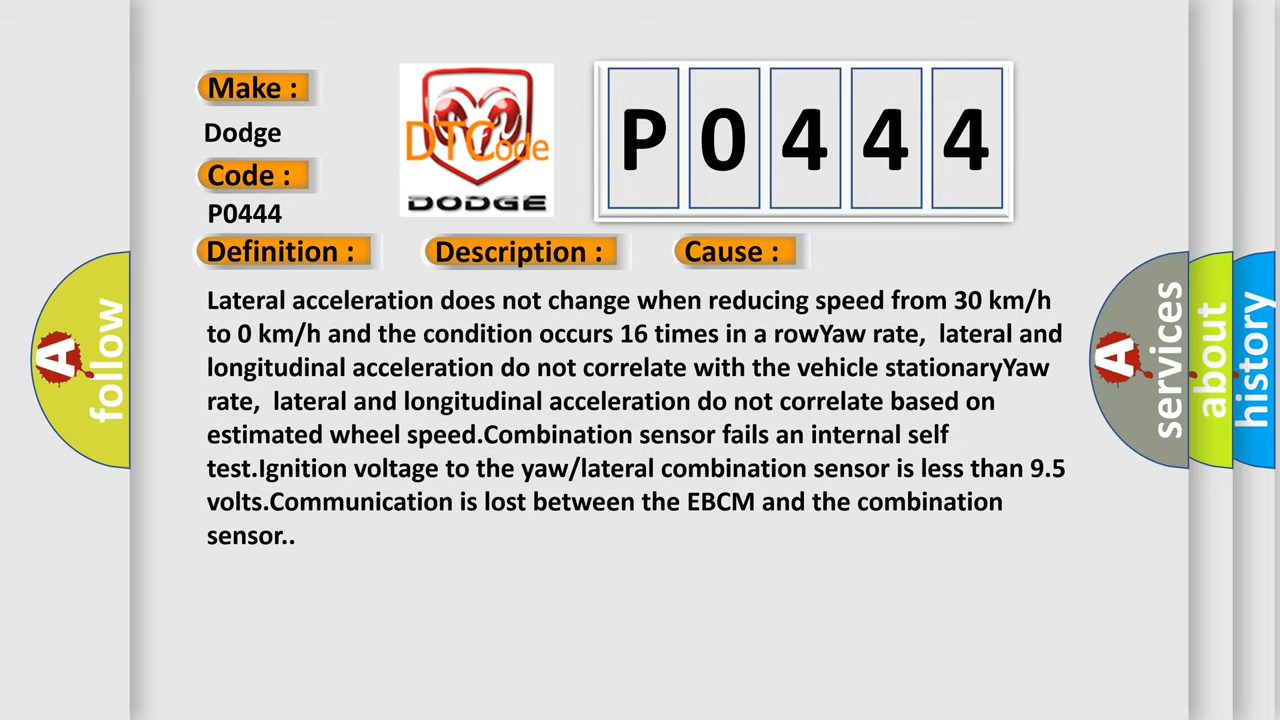 Make :
Dodge
Code :
P0444
DTCode
DODGE
P0444
Definition :
Description :
Cause :
Lateral acceleration does not change when reducing speed from 30 km/h
to 0 km/h and the condition occurs 16 times in a rowYaw rate,  lateral and
longitudinal acceleration do not correlate with the vehicle stationaryYaw
rate,  lateral and longitudinal acceleration do not correlate based on
estimated wheel speed.Combination sensor fails an internal self
test.Ignition voltage to the yaw/lateral combination sensor is less than 9.5
volts.Communication is lost between the EBCM and the combination
sensor..
A
follow
A
services
about
history